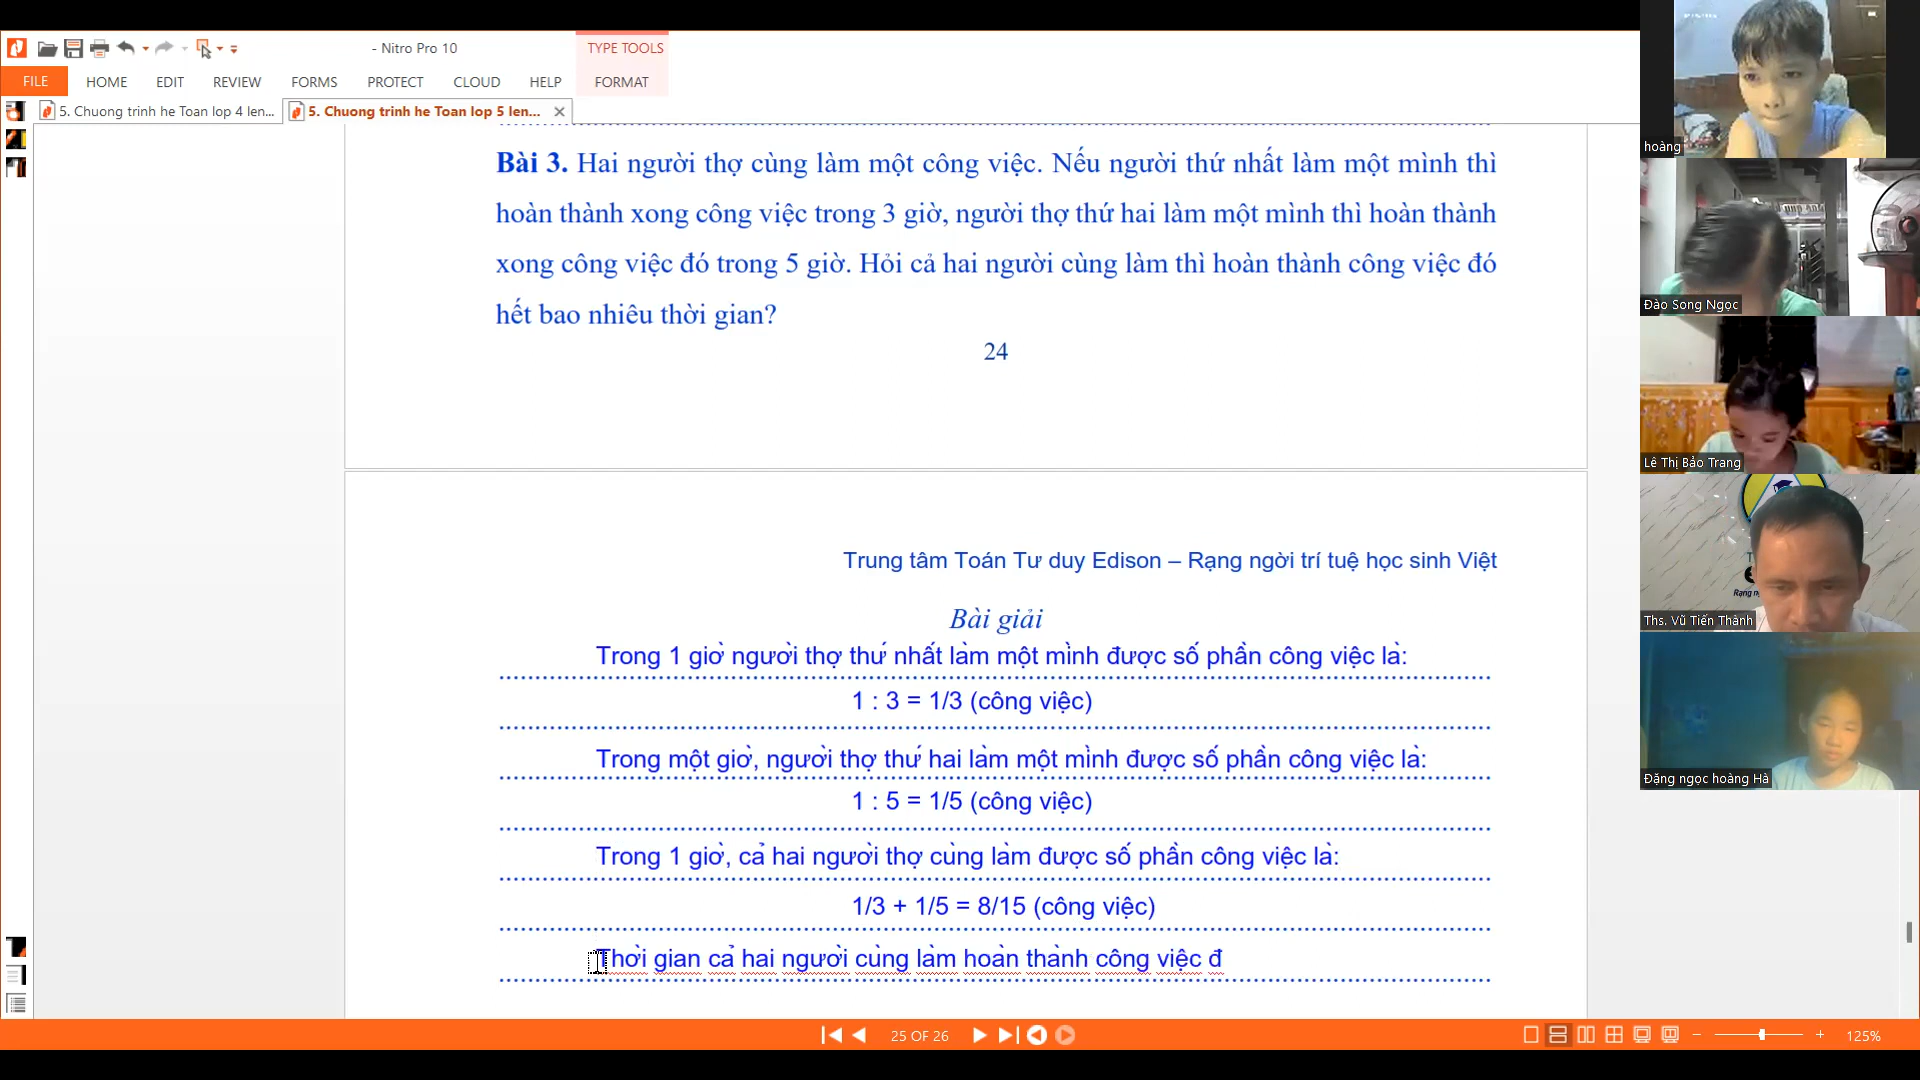 - Nitro Pro 10
TYPE TOOLS
FILE HOME EDIT REVIEW FORMS PROTECT CLOUD HELP FORMAT
5. Chuong trinh he Toan lop 4 len...
5. Chuong trinh he Toan lop 5 len...
Bài 3. Hai người thợ cùng làm một công việc. Nếu người thứ nhất làm một mình thì
hoàn thành xong công việc trong 3 giờ, người thợ thứ hai làm một mình thì hoàn thành
xong công việc đó trong 5 giờ. Hỏi cả hai người cùng làm thì hoàn thành công việc đó
hết bao nhiêu thời gian?
24
Trung tâm Toán Tư duy Edison – Rạng ngời trí tuệ học sinh Việt
Bài giải
Trong 1 giờ người thợ thứ nhất làm một mình được số phần công việc là:
1 : 3 = 1/3 (công việc)
Trong một giờ, người thợ thứ hai làm một mình được số phần công việc là:
1 : 5 = 1/5 (công việc)
Trong 1 giờ, cả hai người thợ cùng làm được số phần công việc là:
1/3 + 1/5 = 8/15 (công việc)
Thời gian cả hai người cùng làm hoàn thành công việc đ
25 OF 26
125%
hoàng
Đào Song Ngọc
Lê Thị Bảo Trang
Ths. Vũ Tiến Thành
Đặng ngọc hoàng Hà